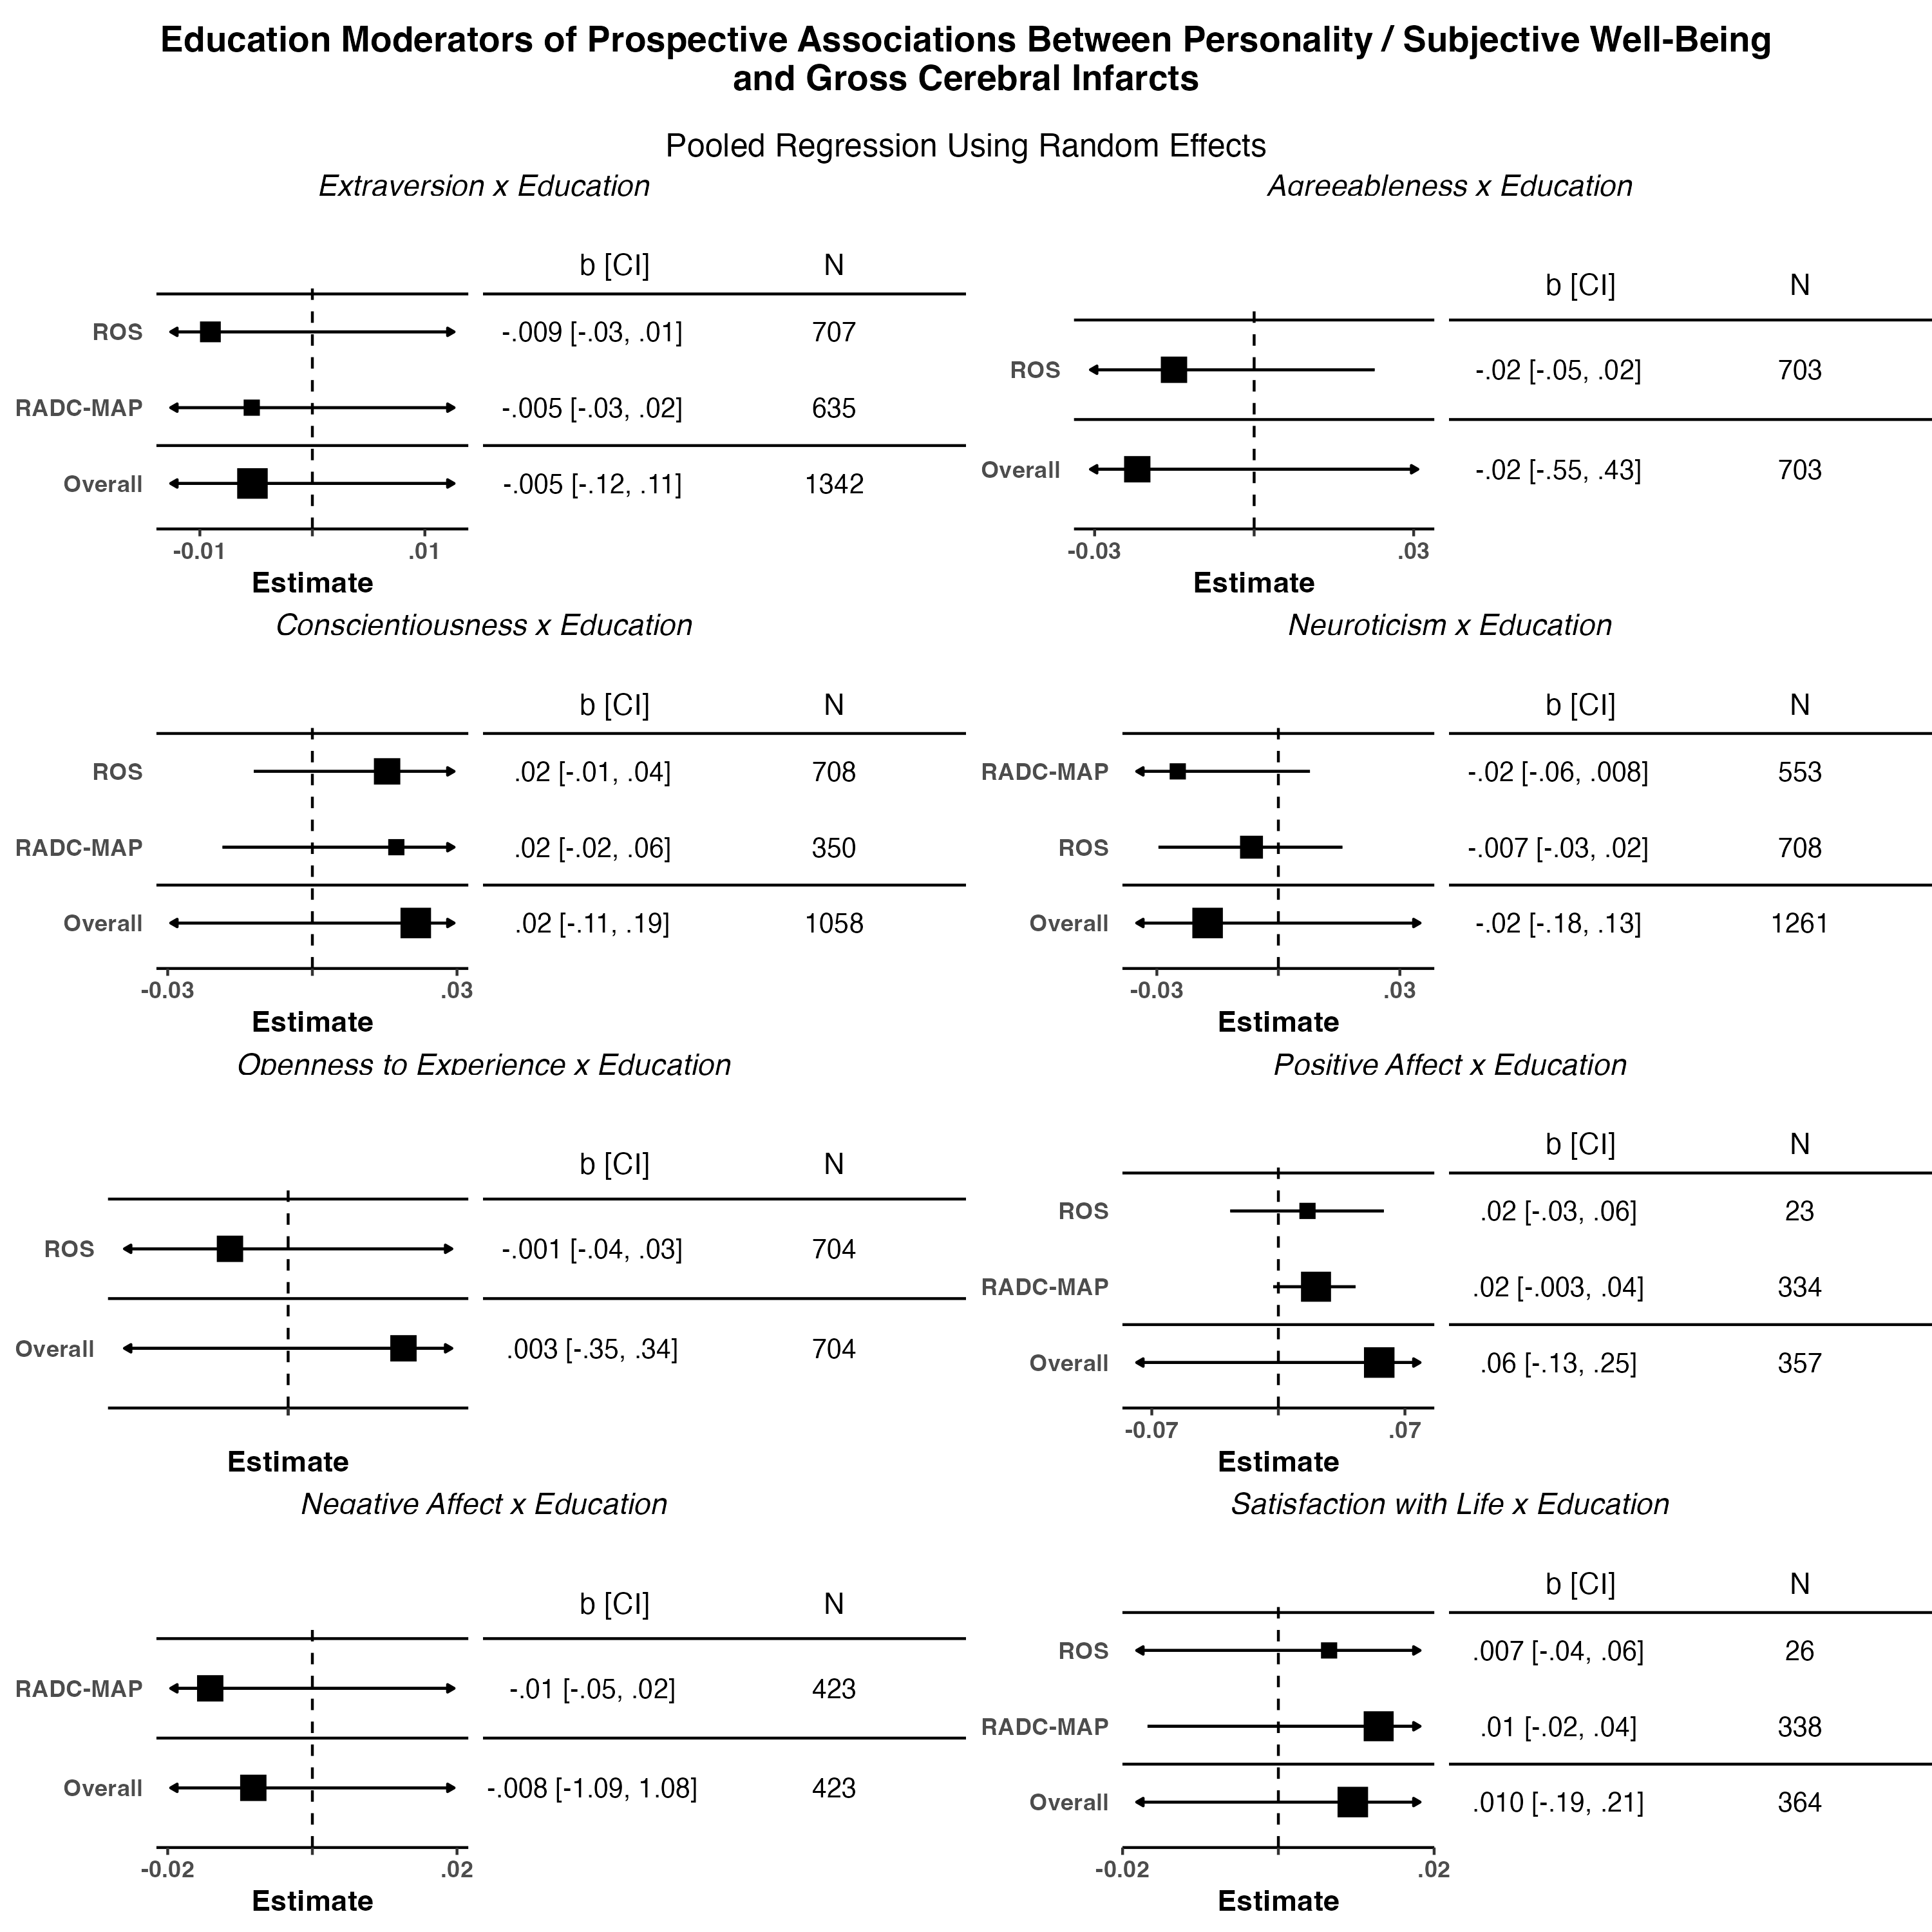 Education Moderators of Prospective Associations Between Personality / Subjective Well-Being
and Gross Cerebral Infarcts
Pooled Regression Using Random Effects
Extraversion x Education
b [CI] N
ROS -.009 [-.03, .01] 707
RADC-MAP -.005 [-.03, .02] 635
Overall -.005 [-.12, .11] 1342
-0.01 .01
Estimate
Agreeableness x Education
b [CI] N
ROS -.02 [-.05, .02] 703
Overall -.02 [-.55, .43] 703
-0.03 .03
Estimate
Conscientiousness x Education
b [CI] N
ROS .02 [-.01, .04] 708
RADC-MAP .02 [-.02, .06] 350
Overall .02 [-.11, .19] 1058
-0.03 .03
Estimate
Neuroticism x Education
b [CI] N
RADC-MAP -.02 [-.06, .008] 553
ROS -.007 [-.03, .02] 708
Overall -.02 [-.18, .13] 1261
-0.03 .03
Estimate
Openness to Experience x Education
b [CI] N
ROS -.001 [-.04, .03] 704
Overall .003 [-.35, .34] 704
Estimate
Positive Affect x Education
b [CI] N
ROS .02 [-.03, .06] 23
RADC-MAP .02 [-.003, .04] 334
Overall .06 [-.13, .25] 357
-0.07 .07
Estimate
Negative Affect x Education
b [CI] N
RADC-MAP -.01 [-.05, .02] 423
Overall -.008 [-1.09, 1.08] 423
-0.02 .02
Estimate
Satisfaction with Life x Education
b [CI] N
ROS .007 [-.04, .06] 26
RADC-MAP .01 [-.02, .04] 338
Overall .010 [-.19, .21] 364
-0.02 .02
Estimate